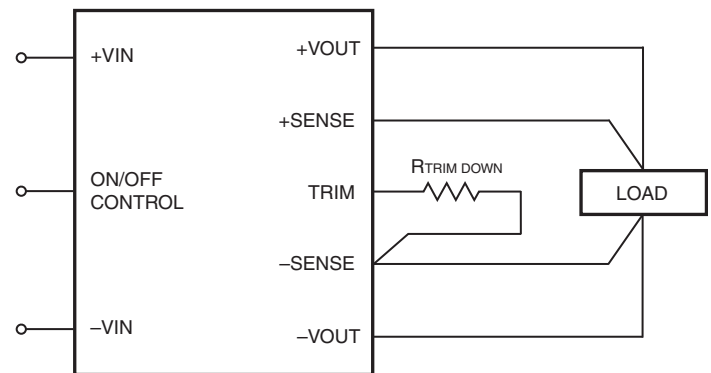 +VIN
+VOUT
+SENSE
RTRIM DOWN
ON/OFF
CONTROL
TRIM
LOAD
–SENSE
–VIN
–VOUT